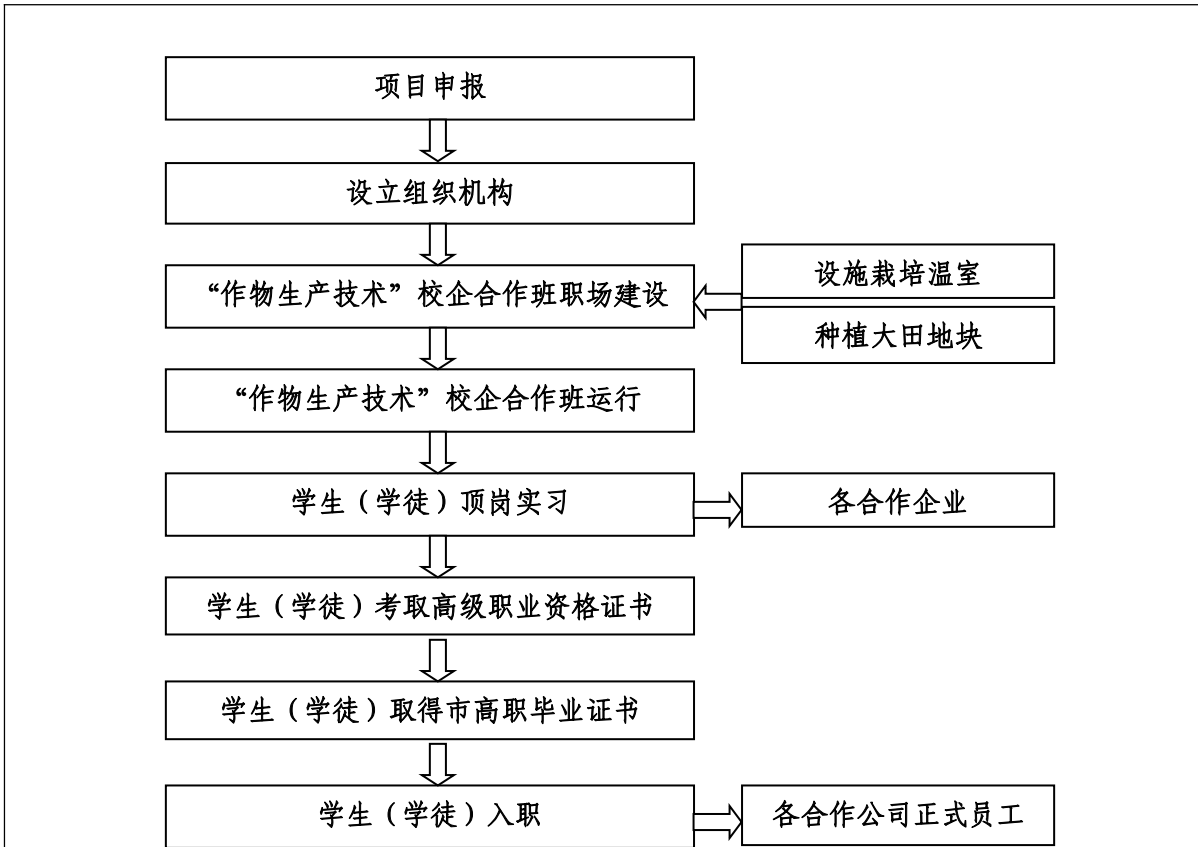 项目申报
设立组织机构
“作物生产技术”校企合作班职场建设
设施栽培温室
种植大田地块
“作物生产技术”校企合作班运行
学生（学徒）顶岗实习
各合作企业
学生（学徒）考取高级职业资格证书
学生（学徒）取得市高职毕业证书
学生（学徒）入职
各合作公司正式员工